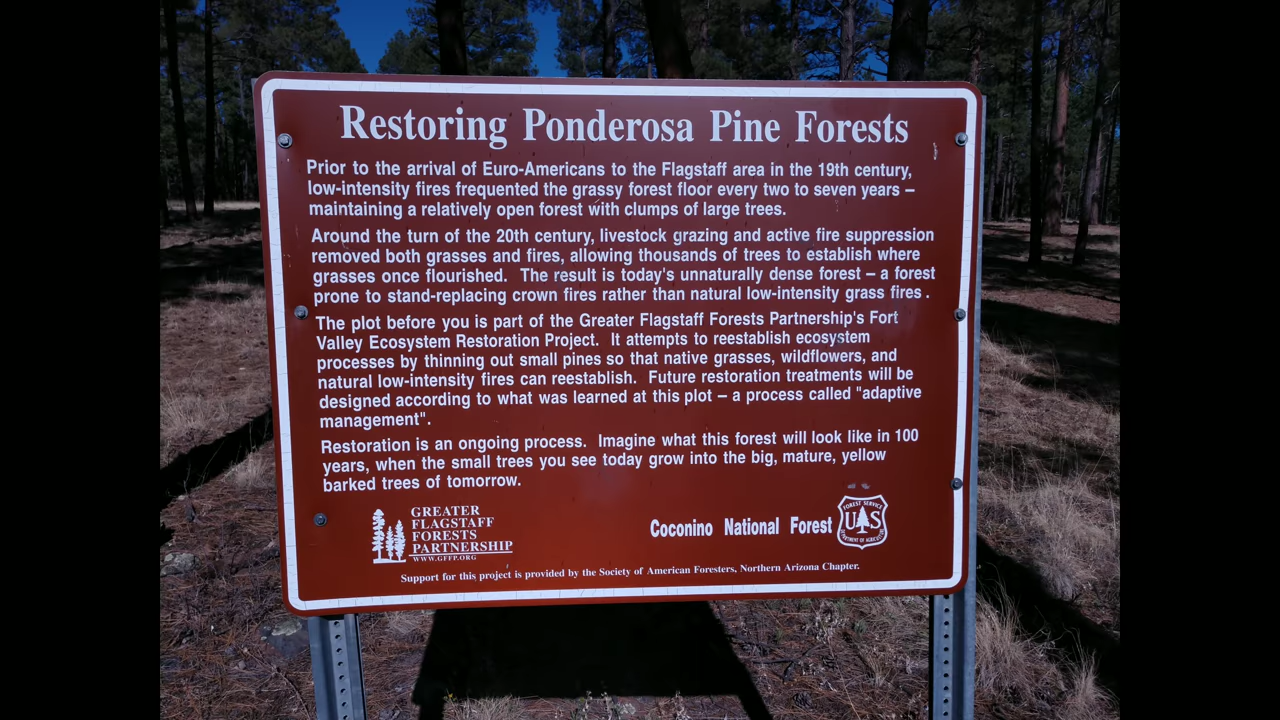 Restoring Ponderosa Pine Forests
Prior to the arrival of Euro-Americans to the Flagstaff area in the 19th century,
low-intensity fires frequented the grassy forest floor every two to seven years –
maintaining a relatively open forest with clumps of large trees.
Around the turn of the 20th century, livestock grazing and active fire suppression
removed both grasses and fires, allowing thousands of trees to establish where
grasses once flourished. The result is today's unnaturally dense forest – a forest
prone to stand-replacing crown fires rather than natural low-intensity grass fires .
The plot before you is part of the Greater Flagstaff Forests Partnership's Fort
Valley Ecosystem Restoration Project. It attempts to reestablish ecosystem
processes by thinning out small pines so that native grasses, wildflowers, and
natural low-intensity fires can reestablish. Future restoration treatments will be
designed according to what was learned at this plot – a process called "adaptive
management".
Restoration is an ongoing process. Imagine what this forest will look like in 100
years, when the small trees you see today grow into the big, mature, yellow
barked trees of tomorrow.
GREATER
FLAGSTAFF
FORESTS
PARTNERSHIP
WWW.GFFP.ORG
Coconino National Forest
FOREST SERVICE
U S
DEPARTMENT OF AGRICULTURE
Support for this project is provided by the Society of American Foresters, Northern Arizona Chapter.